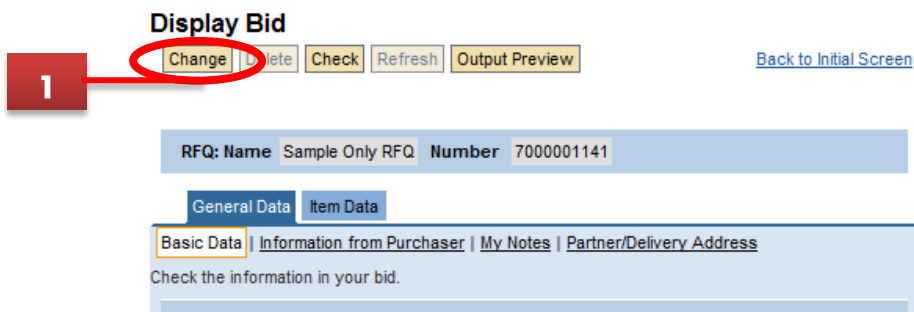 Display Bid
Change Delete Check Refresh Output Preview Back to Initial Screen
1
RFQ: Name Sample Only RFQ Number 7000001141
General Data Item Data
Basic Data | Information from Purchaser | My Notes | Partner/Delivery Address
Check the information in your bid.